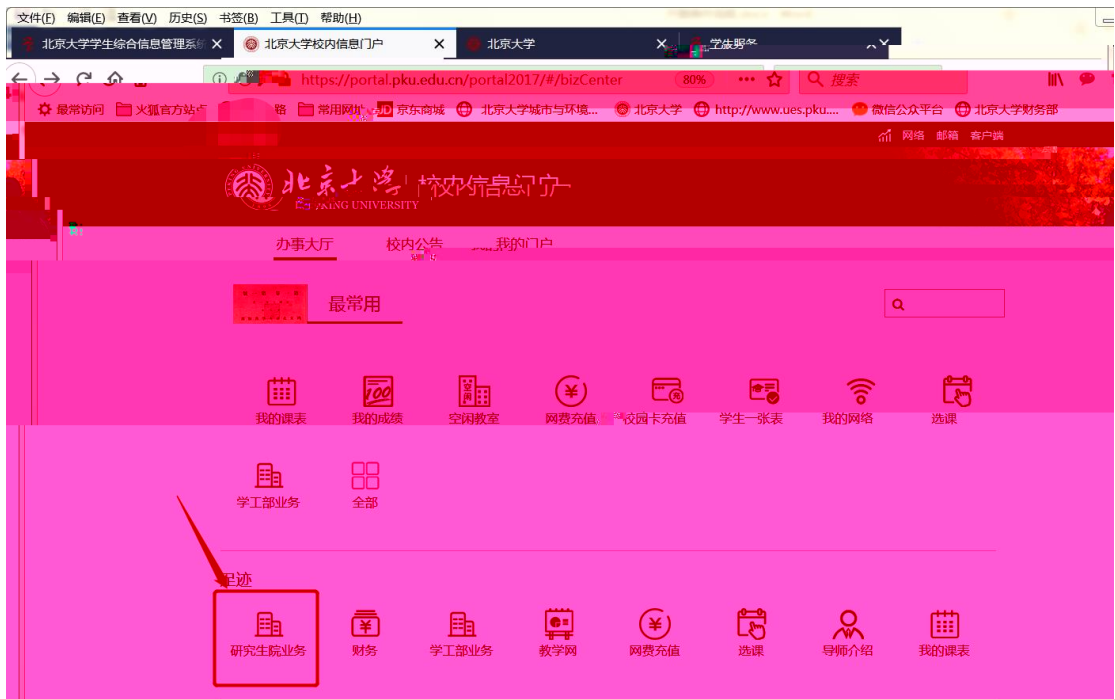 文件(F) 编辑(E) 查看(V) 历史(S) 书签(B) 工具(T) 帮助(H)
北京大学学生综合信息管理系统 北京大学校内信息门户 北京大学
https://portal.pku.edu.cn/portal2017/#/bizCenter 80% 搜索
最常访问 火狐官方站点 常用网址 JD 京东商城 北京大学城市与环境... 北京大学 http://www.ues.pku.... 微信公众平台 北京大学财务部
网络 邮箱 客户端
北京大学 校内信息门户
PEKING UNIVERSITY
办事大厅 校内公告 我的门户
最常用
我的课表 我的成绩 空闲教室 网费充值 校园卡充值 学生一张表 我的网络 选课
学工部业务 全部
足迹
研究生院业务 财务 学工部业务 教学网 网费充值 选课 导师介绍 我的课表